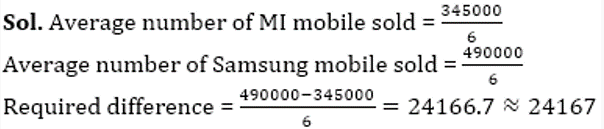 Sol. Average number of MI mobile sold = 345000/6
Average number of Samsung mobile sold = 490000/6
Required difference = 490000−345000/6 = 24166.7 ≈ 24167